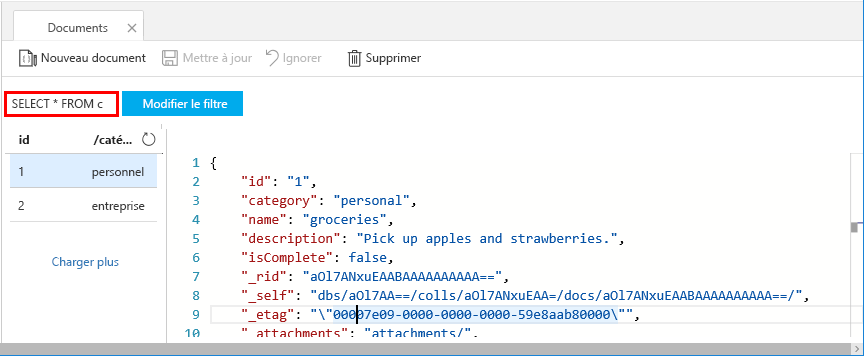 Documents
Nouveau document Mettre à jour Ignorer Supprimer
SELECT * FROM c Modifier le filtre
id /caté...
1 personnel
2 entreprise
Charger plus
1 {
2 "id": "1",
3 "category": "personal",
4 "name": "groceries",
5 "description": "Pick up apples and strawberries.",
6 "isComplete": false,
7 "_rid": "aOl7ANxuEAABAAAAAAAAAA==",
8 "_self": "dbs/aOl7AA==/colls/aOl7ANxuEAA=/docs/aOl7ANxuEAABAAAAAAAAAA==/",
9 "_etag": "\"00007e09-0000-0000-0000-59e8aab80000\"",
10 "_attachments": "attachments/",